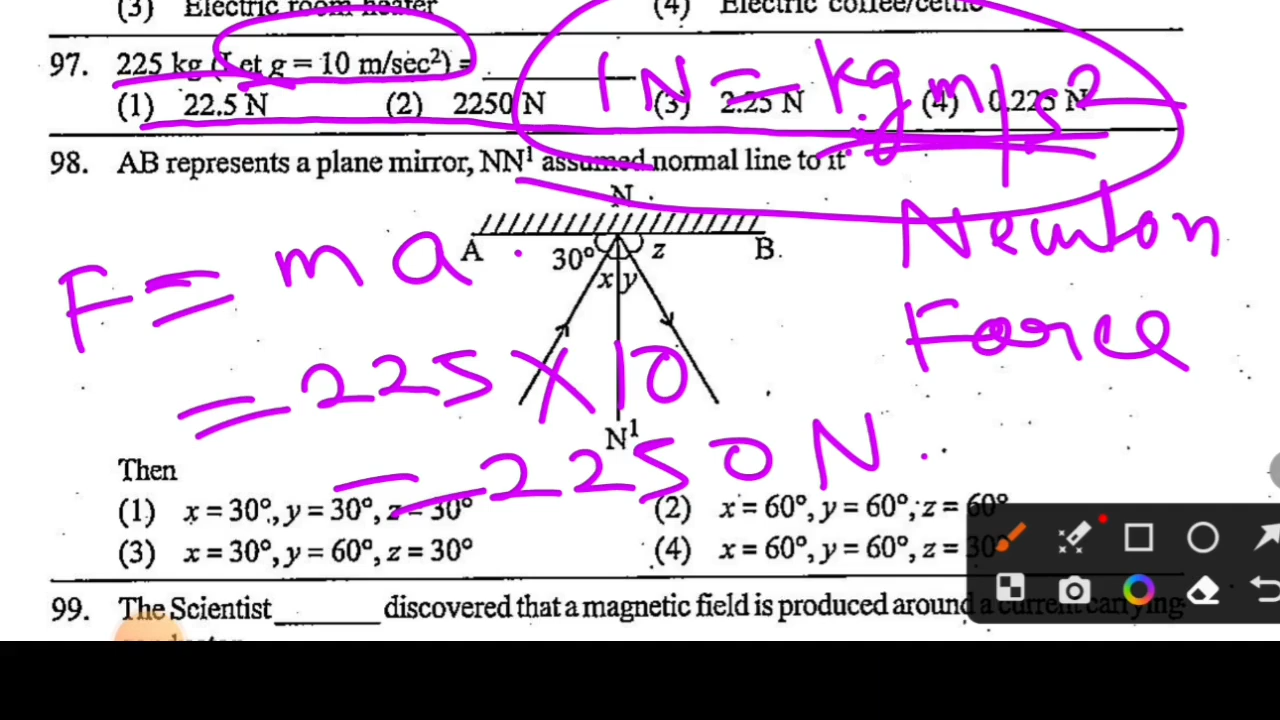 (3) Electric room heater (4) Electric coffee/cettle
97. 225 kg (Let g = 10 m/sec²) = ________
(1) 22.5 N (2) 2250 N (3) 2.25 N (4) 0.225 N
1N = kg m/s2
98. AB represents a plane mirror, NN¹ assumed normal line to it
N
A 30° z B
x y
N¹
Newton
Force
F = ma
= 225 X 10
= 2250 N
Then
(1) x = 30°, y = 30°, z = 30° (2) x = 60°, y = 60°, z = 60°
(3) x = 30°, y = 60°, z = 30° (4) x = 60°, y = 60°, z = 30°
99. The Scientist ______ discovered that a magnetic field is produced around a current carrying